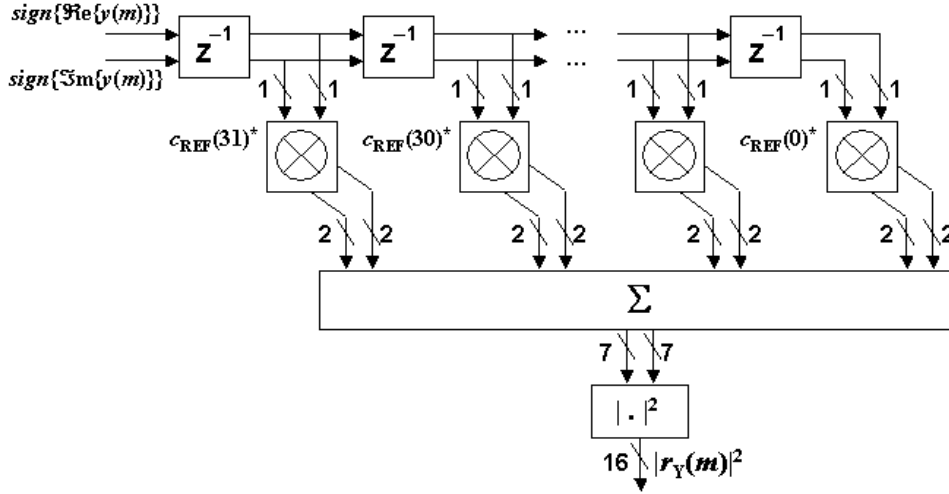 sign{ℜe{y(m)}}
sign{ℑm{y(m)}}
z⁻¹ z⁻¹ ... z⁻¹
...
1 1 1 1 1 1 1 1
c_REF(31)* c_REF(30)* c_REF(0)*
2 2 2 2 2 2 2 2
Σ
7 7
| . |²
16 |r_Y(m)|²